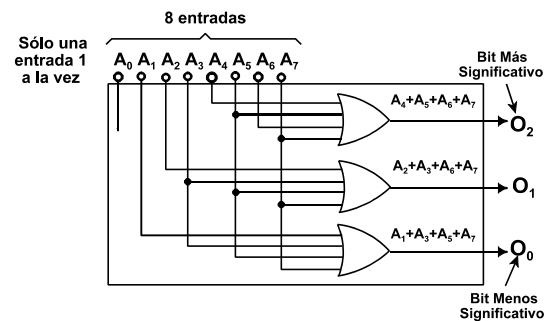 8 entradas
Sólo una
entrada 1
a la vez
A₀ A₁ A₂ A₃ A₄ A₅ A₆ A₇
Bit Más
Significativo
A₄+A₅+A₆+A₇
O₂
A₂+A₃+A₆+A₇
O₁
A₁+A₃+A₅+A₇
O₀
Bit Menos
Significativo